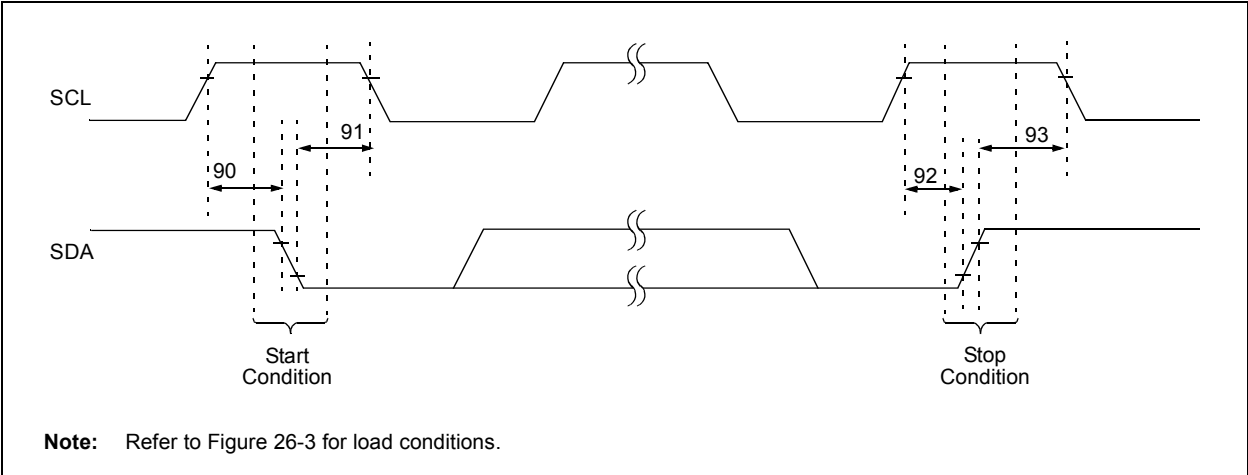 SCL
91
93
90
92
SDA
Start
Condition
Stop
Condition
Note: Refer to Figure 26-3 for load conditions.